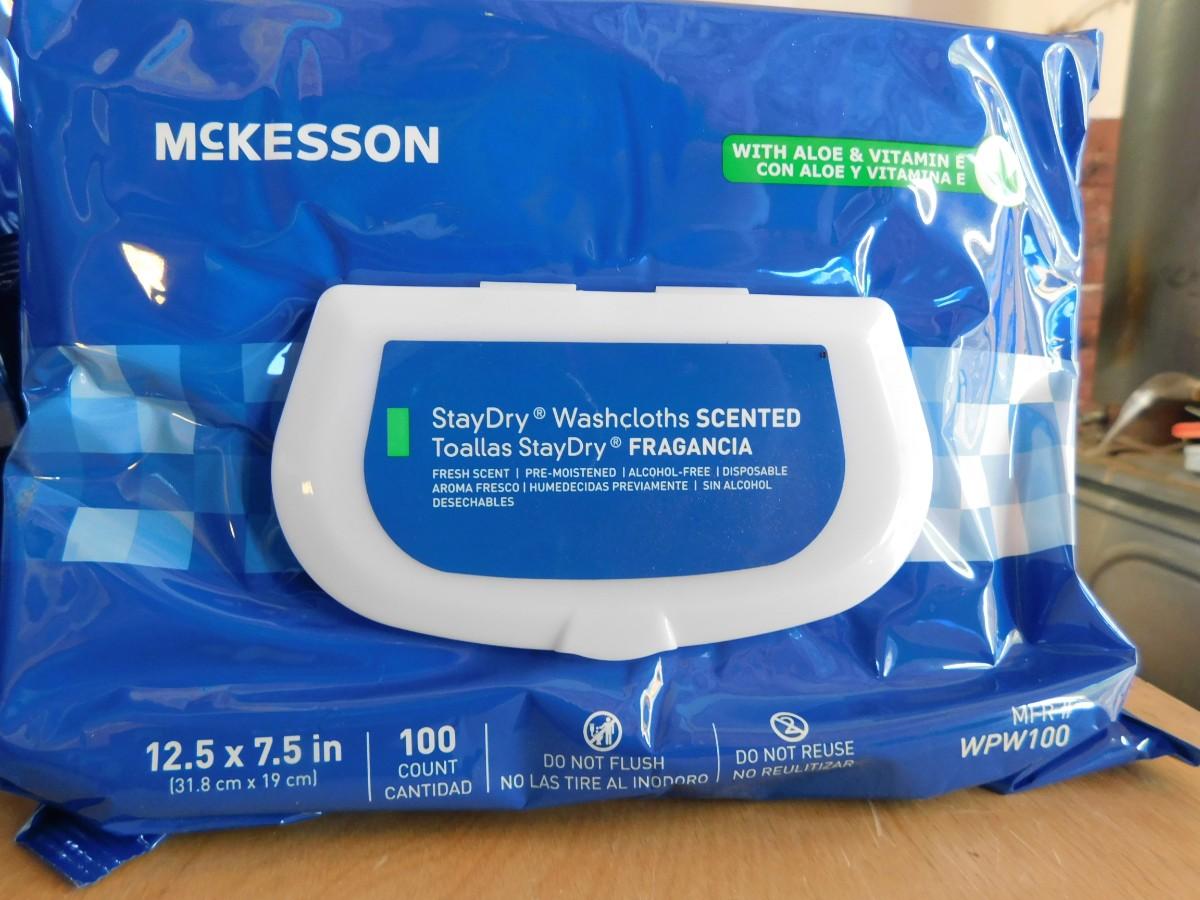 McKESSON
WITH ALOE & VITAMIN E
CON ALOE Y VITAMINA E
StayDry® Washcloths SCENTED
Toallas StayDry® FRAGANCIA
FRESH SCENT | PRE-MOISTENED | ALCOHOL-FREE | DISPOSABLE
AROMA FRESCO | HUMEDECIDAS PREVIAMENTE | SIN ALCOHOL
DESECHABLES
12.5 x 7.5 in
(31.8 cm x 19 cm)
100
COUNT
CANTIDAD
DO NOT FLUSH
NO LAS TIRE AL INODORO
DO NOT REUSE
NO REULITIZAR
MFR #
WPW100